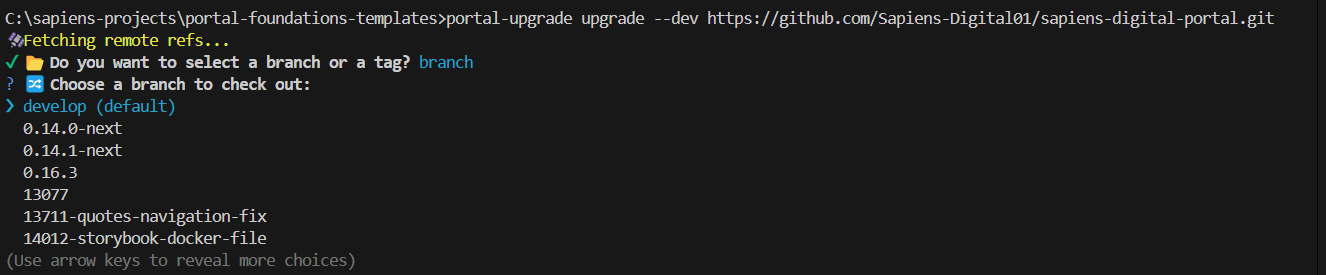 C:\sapiens-projects\portal-foundations-templates>portal-upgrade upgrade --dev https://github.com/Sapiens-Digital01/sapiens-digital-portal.git
Fetching remote refs...
✓ 📂 Do you want to select a branch or a tag? branch
? 🔀 Choose a branch to check out:
❯ develop (default)
0.14.0-next
0.14.1-next
0.16.3
13077
13711-quotes-navigation-fix
14012-storybook-docker-file
(Use arrow keys to reveal more choices)